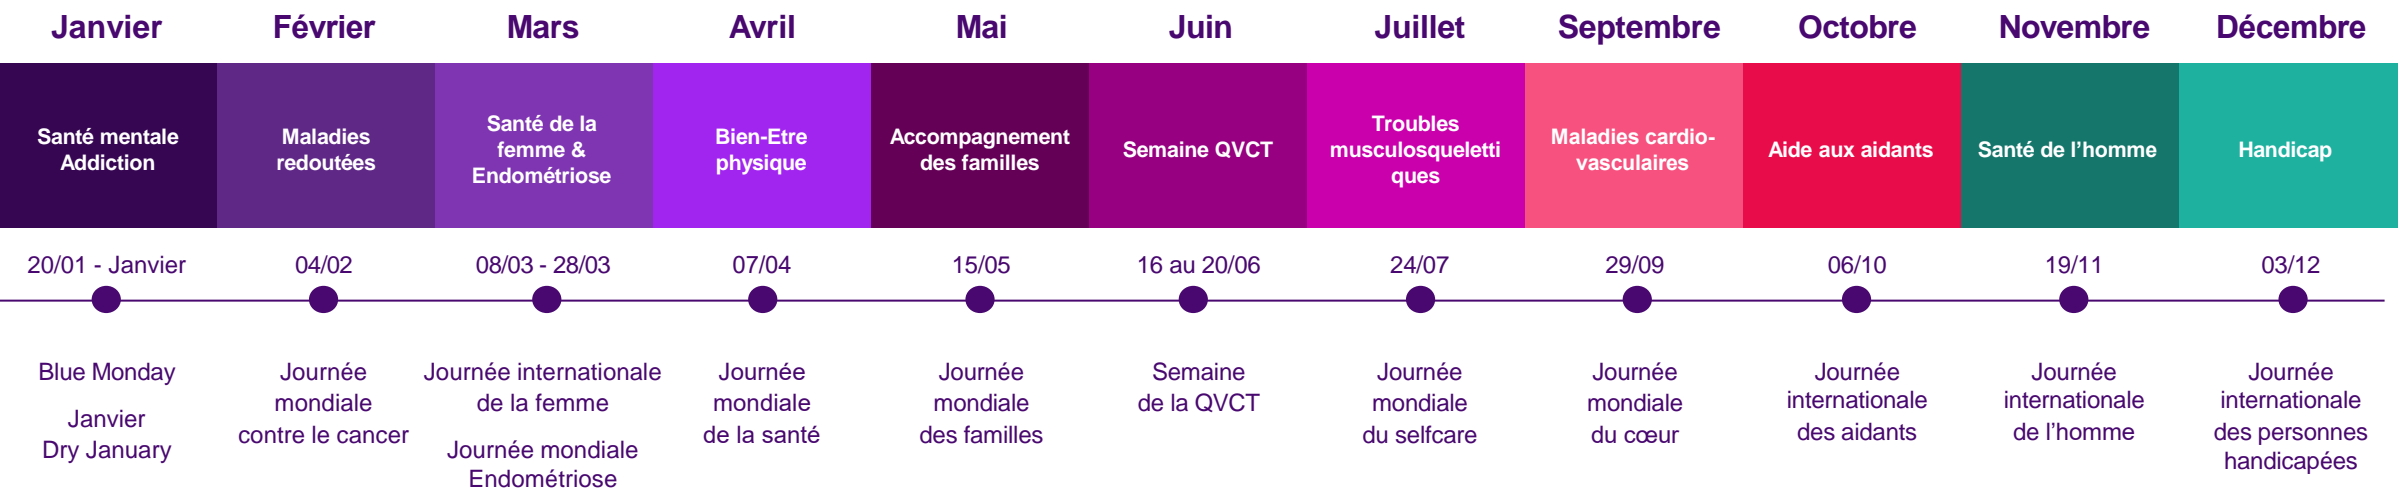 Janvier
Février
Mars
Avril
Mai
Juin
Juillet
Septembre
Octobre
Novembre
Décembre
Santé mentale
Addiction
Maladies
redoutées
Santé de la
femme &
Endométriose
Bien-Etre
physique
Accompagnement
des familles
Semaine QVCT
Troubles
musculosqueletti
ques
Maladies cardio-
vasculaires
Aide aux aidants
Santé de l’homme
Handicap
20/01 - Janvier
04/02
08/03 - 28/03
07/04
15/05
16 au 20/06
24/07
29/09
06/10
19/11
03/12
Blue Monday
Janvier
Dry January
Journée
mondiale
contre le cancer
Journée internationale
de la femme
Journée mondiale
Endométriose
Journée
mondiale
de la santé
Journée
mondiale
des familles
Semaine
de la QVCT
Journée
mondiale
du selfcare
Journée
mondiale
du cœur
Journée
internationale
des aidants
Journée
internationale
de l’homme
Journée
internationale
des personnes
handicapées